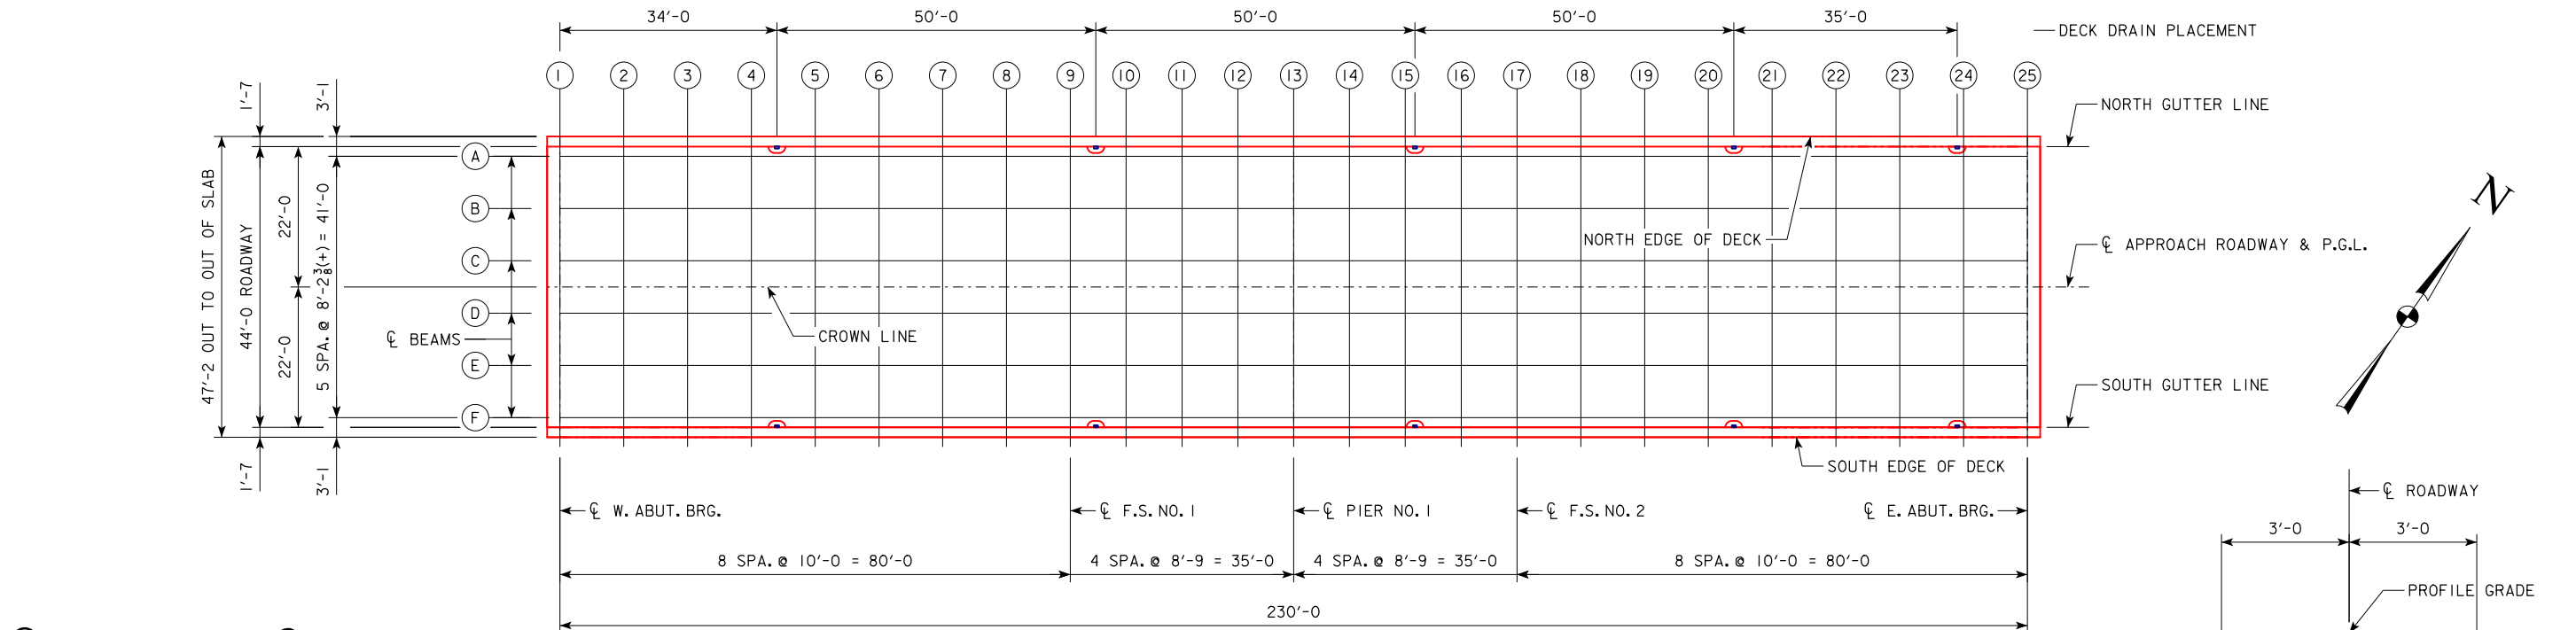 34'-0 50'-0 50'-0 50'-0 35'-0 DECK DRAIN PLACEMENT
1 2 3 4 5 6 7 8 9 10 11 12 13 14 15 16 17 18 19 20 21 22 23 24 25
1'-7 3'-1
NORTH GUTTER LINE
A
B
C
D
E
F
47'-2 OUT TO OUT OF SLAB
44'-0 ROADWAY
22'-0
22'-0
5 SPA. @ 8'-2 3/8(+) = 41'-0
℄ BEAMS
1'-7 3'-1
NORTH EDGE OF DECK
CROWN LINE
℄ APPROACH ROADWAY & P.G.L.
N
SOUTH GUTTER LINE
SOUTH EDGE OF DECK
℄ W. ABUT. BRG. ℄ F.S. NO. 1 ℄ PIER NO. 1 ℄ F.S. NO. 2 ℄ E. ABUT. BRG.
8 SPA. @ 10'-0 = 80'-0 4 SPA. @ 8'-9 = 35'-0 4 SPA. @ 8'-9 = 35'-0 8 SPA. @ 10'-0 = 80'-0
230'-0
℄ ROADWAY
3'-0 3'-0
PROFILE GRADE